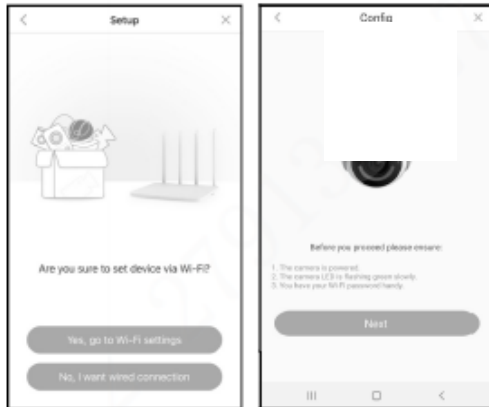 Setup
Are you sure to set device via Wi-Fi?
Yes, go to Wi-Fi settings
No, I want wired connection
Config
Before you proceed please ensure:
1. The camera is powered.
2. The camera LED is flashing green slowly.
3. You have your Wi-Fi password handy.
Next